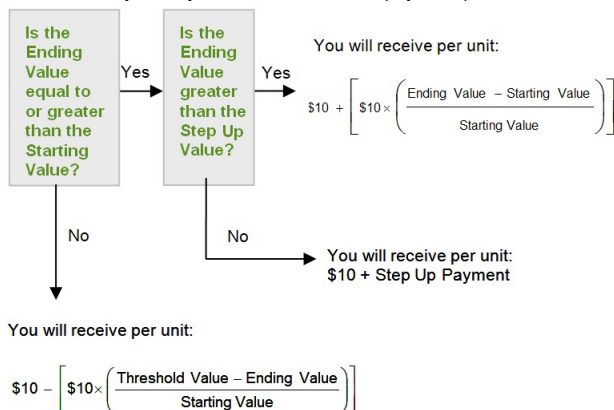 Is the
Ending
Value
equal to
or greater
than the
Starting
Value?
Yes
Is the
Ending
Value
greater
than the
Step Up
Value?
Yes
You will receive per unit:
$10 + [ $10 × ( Ending Value – Starting Value
Starting Value ) ]
No
No
You will receive per unit:
$10 + Step Up Payment
You will receive per unit:
$10 – [ $10× ( Threshold Value – Ending Value
Starting Value ) ]